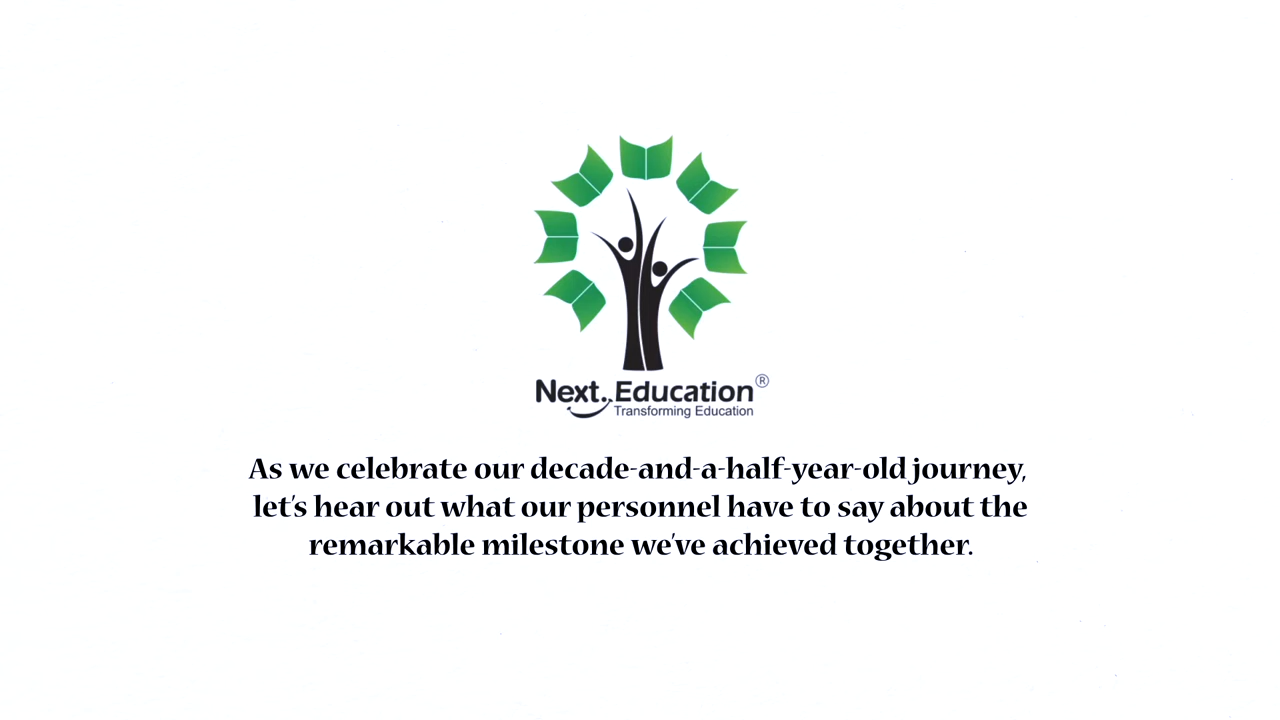 Next Education®
Transforming Education
As we celebrate our decade-and-a-half-year-old journey,
let's hear out what our personnel have to say about the
remarkable milestone we've achieved together.